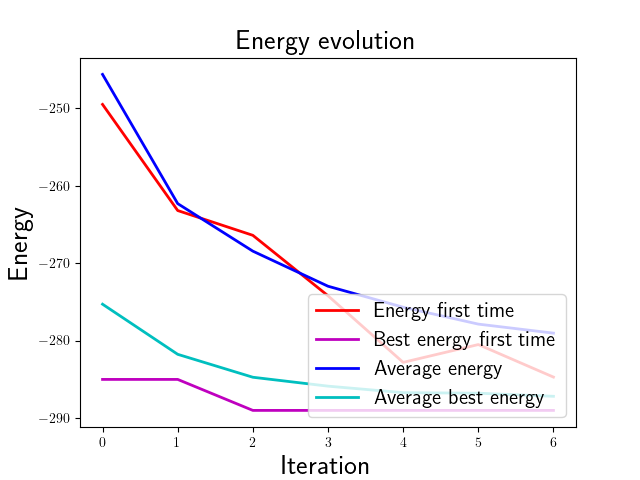 Energy evolution
Energy
−250
−260
−270
−280
−290
0 1 2 3 4 5 6
Iteration
Energy first time
Best energy first time
Average energy
Average best energy